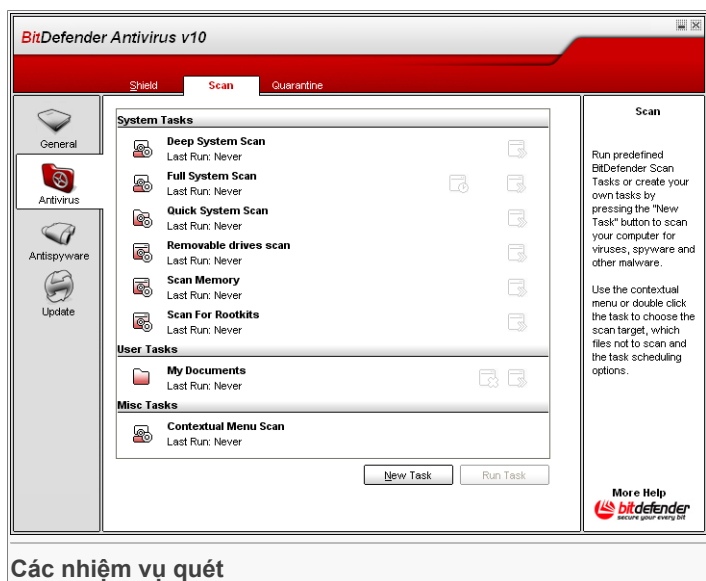 BitDefender Antivirus v10
Shield
Scan
Quarantine
General
Antivirus
Antispyware
Update
System Tasks
Deep System Scan
Last Run: Never
Full System Scan
Last Run: Never
Quick System Scan
Last Run: Never
Removable drives scan
Last Run: Never
Scan Memory
Last Run: Never
Scan For Rootkits
Last Run: Never
User Tasks
My Documents
Last Run: Never
Misc Tasks
Contextual Menu Scan
Last Run: Never
New Task
Run Task
Scan
Run predefined
BitDefender Scan
Tasks or create your
own tasks by
pressing the "New
Task" button to scan
your computer for
viruses, spyware and
other malware.
Use the contextual
menu or double click
the task to choose the
scan target, which
files not to scan and
the task scheduling
options.
More Help
bitdefender
secure your every bit
Các nhiệm vụ quét